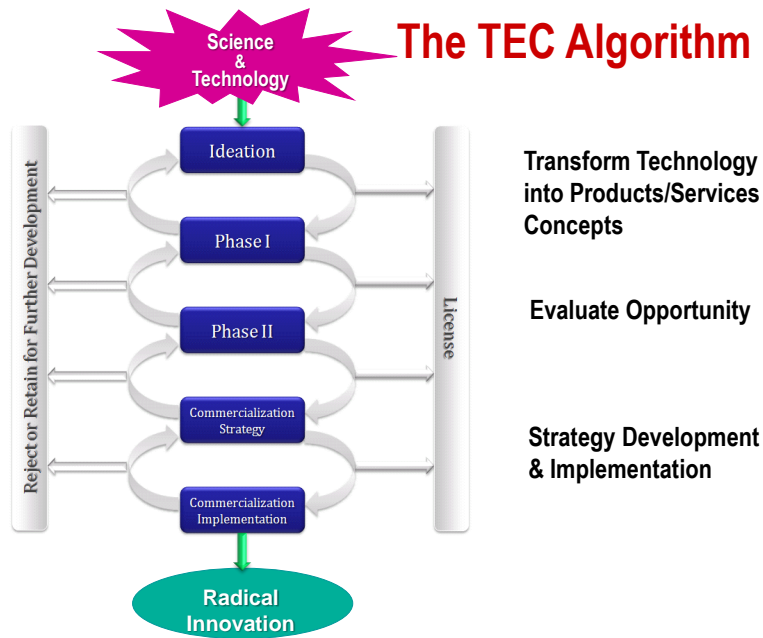 The TEC Algorithm
Science
&
Technology
Ideation
Phase I
Phase II
Commercialization
Strategy
Commercialization
Implementation
Radical
Innovation
Reject or Retain for Further Development
License
Transform Technology
into Products/Services
Concepts
Evaluate Opportunity
Strategy Development
& Implementation